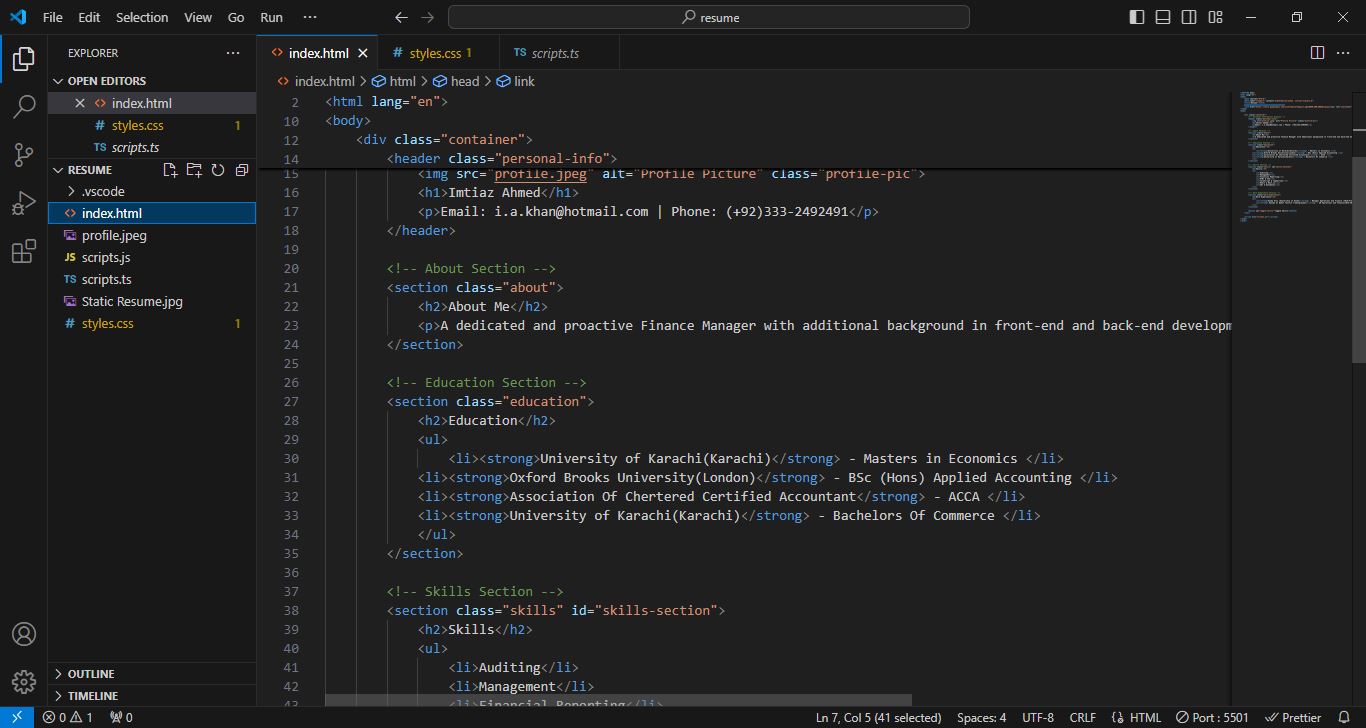 File Edit Selection View Go Run ··· resume
EXPLORER ···
OPEN EDITORS
index.html
styles.css 1
TS scripts.ts
RESUME
.vscode
index.html
profile.jpeg
JS scripts.js
TS scripts.ts
Static Resume.jpg
# styles.css 1
OUTLINE
TIMELINE
<> index.html
# styles.css 1
TS scripts.ts
<> index.html > html > head > link
2 <html lang="en">
10 <body>
12 <div class="container">
14 <header class="personal-info">
15 <img src="profile.jpeg" alt="Profile Picture" class="profile-pic">
16 <h1>Imtiaz Ahmed</h1>
17 <p>Email: i.a.khan@hotmail.com | Phone: (+92)333-2492491</p>
18 </header>
19
20 <!-- About Section -->
21 <section class="about">
22 <h2>About Me</h2>
23 <p>A dedicated and proactive Finance Manager with additional background in front-end and back-end developm
24 </section>
25
26 <!-- Education Section -->
27 <section class="education">
28 <h2>Education</h2>
29 <ul>
30 <li><strong>University of Karachi(Karachi)</strong> - Masters in Economics </li>
31 <li><strong>Oxford Brooks University(London)</strong> - BSc (Hons) Applied Accounting </li>
32 <li><strong>Association Of Chertered Certified Accountant</strong> - ACCA </li>
33 <li><strong>University of Karachi(Karachi)</strong> - Bachelors Of Commerce </li>
34 </ul>
35 </section>
36
37 <!-- Skills Section -->
38 <section class="skills" id="skills-section">
39 <h2>Skills</h2>
40 <ul>
41 <li>Auditing</li>
42 <li>Management</li>
43 <li>Financial Reporting</li>
0 1 0 Ln 7, Col 5 (41 selected) Spaces: 4 UTF-8 CRLF {} HTML Port : 5501 Prettier